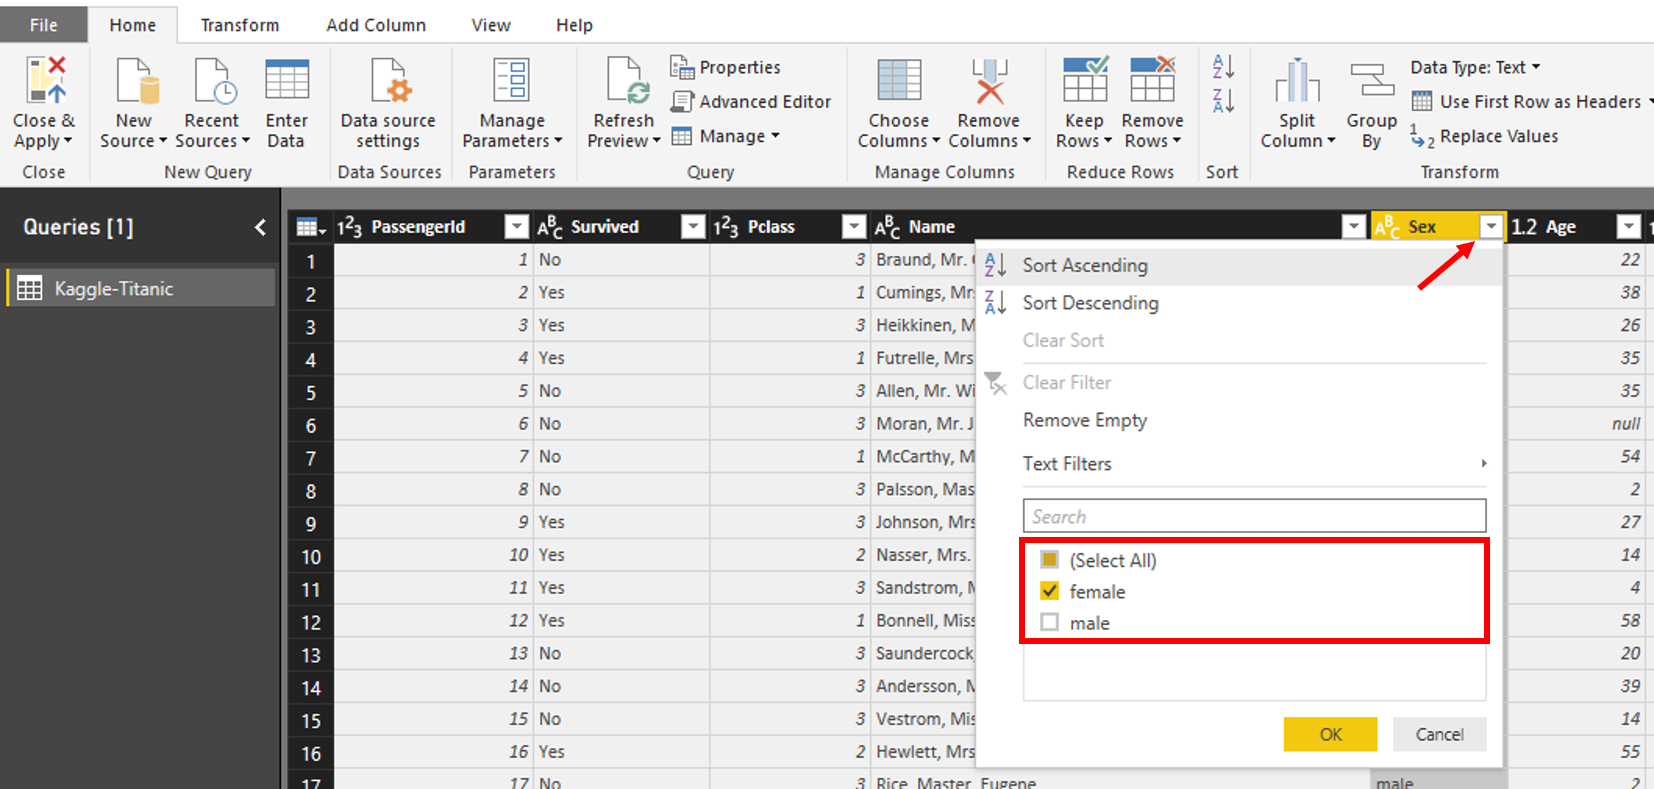 File Home Transform Add Column View Help
Close & Apply
New Source
Recent Sources
Enter Data
Data source settings
Manage Parameters
Refresh Preview
Properties
Advanced Editor
Manage
Choose Columns
Remove Columns
Keep Rows
Remove Rows
Split Column
Group By
Data Type: Text
Use First Row as Headers
Replace Values
Close New Query Data Sources Parameters Query Manage Columns Reduce Rows Sort Transform
Queries [1]
Kaggle-Titanic
PassengerId Survived Pclass Name Sex 1.2 Age
1 1 No 3 Braund, Mr. 22
2 2 Yes 1 Cumings, Mrs 38
3 3 Yes 3 Heikkinen, M 26
4 4 Yes 1 Futrelle, Mrs 35
5 5 No 3 Allen, Mr. Wi 35
6 6 No 3 Moran, Mr. J null
7 7 No 1 McCarthy, M 54
8 8 No 3 Palsson, Mas 2
9 9 Yes 3 Johnson, Mrs 27
10 10 Yes 2 Nasser, Mrs. 14
11 11 Yes 3 Sandstrom, M 4
12 12 Yes 1 Bonnell, Miss 58
13 13 No 3 Saundercock, 20
14 14 No 3 Andersson, M 39
15 15 No 3 Vestrom, Mis 14
16 16 Yes 2 Hewlett, Mrs 55
17 17 No 3 Rice, Master. Eugene male 2
Sort Ascending
Sort Descending
Clear Sort
Clear Filter
Remove Empty
Text Filters
Search
(Select All)
female
male
OK Cancel